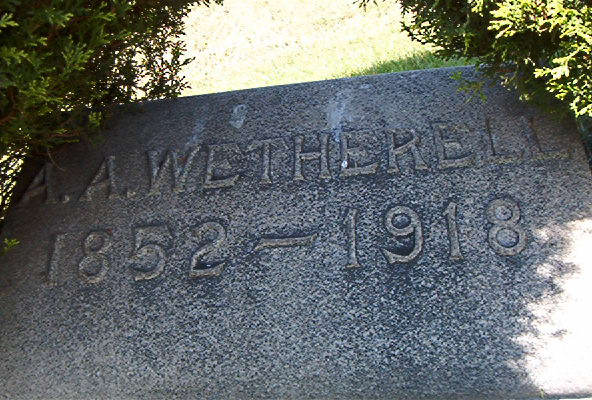 A. A. WETHERELL
1852 – 1918